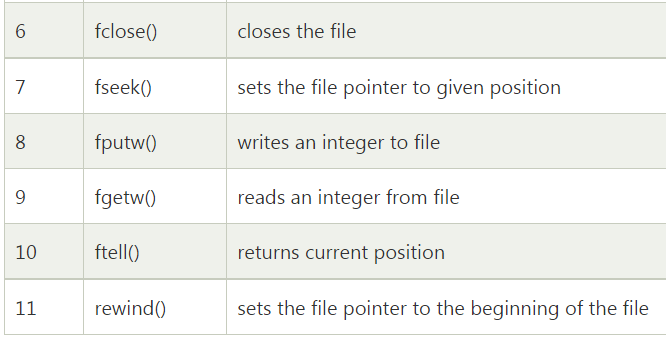 6 fclose() closes the file
7 fseek() sets the file pointer to given position
8 fputw() writes an integer to file
9 fgetw() reads an integer from file
10 ftell() returns current position
11 rewind() sets the file pointer to the beginning of the file